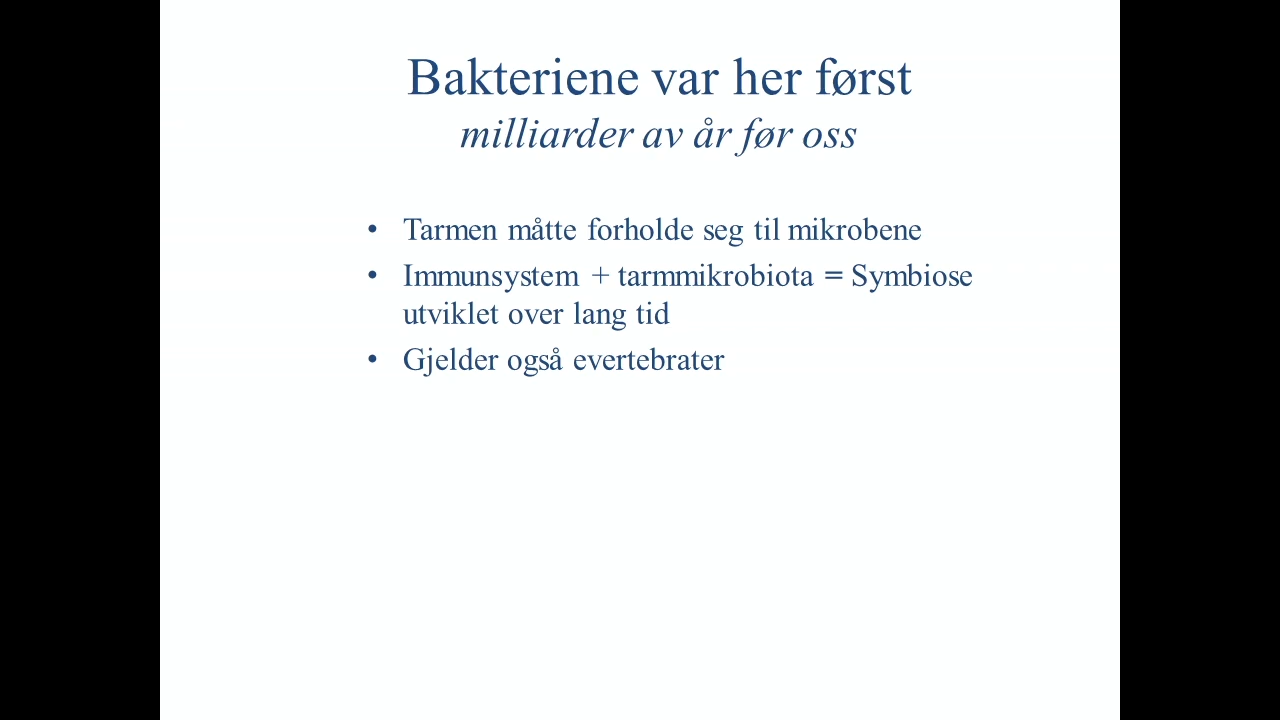 Bakteriene var her først
milliarder av år før oss
• Tarmen måtte forholde seg til mikrobene
• Immunsystem + tarmmikrobiota = Symbiose
utviklet over lang tid
• Gjelder også evertebrater